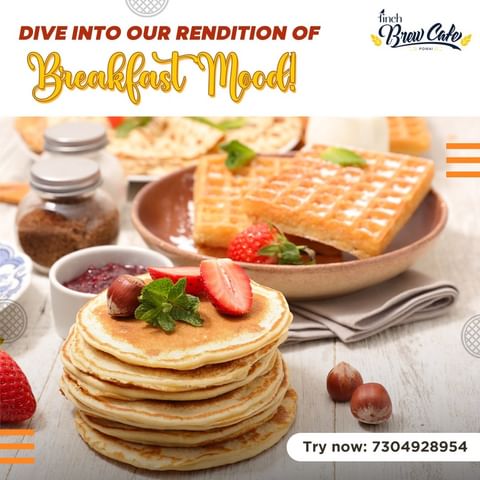 DIVE INTO OUR RENDITION OF
Breakfast Mood!
finch
Brew Cafe
POWAI
Try now: 7304928954